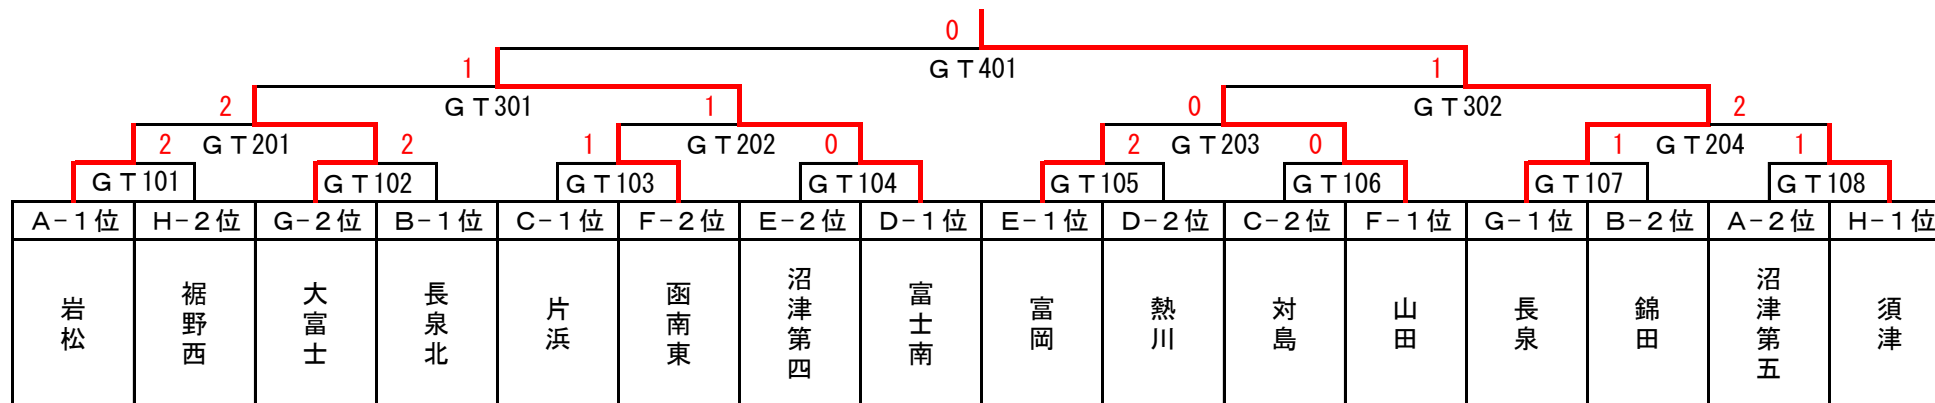 0
GT401
1 1
GT301 GT302
2 1 0 2
GT201 GT202 GT203 GT204
2 2 1 0 2 0 1 1
GT101 GT102 GT103 GT104 GT105 GT106 GT107 GT108
A-1位 H-2位 G-2位 B-1位 C-1位 F-2位 E-2位 D-1位 E-1位 D-2位 C-2位 F-1位 G-1位 B-2位 A-2位 H-1位
岩松 裾野西 大富士 長泉北 片浜 函南東 沼津第四 富士南 富岡 熱川 対島 山田 長泉 錦田 沼津第五 須津